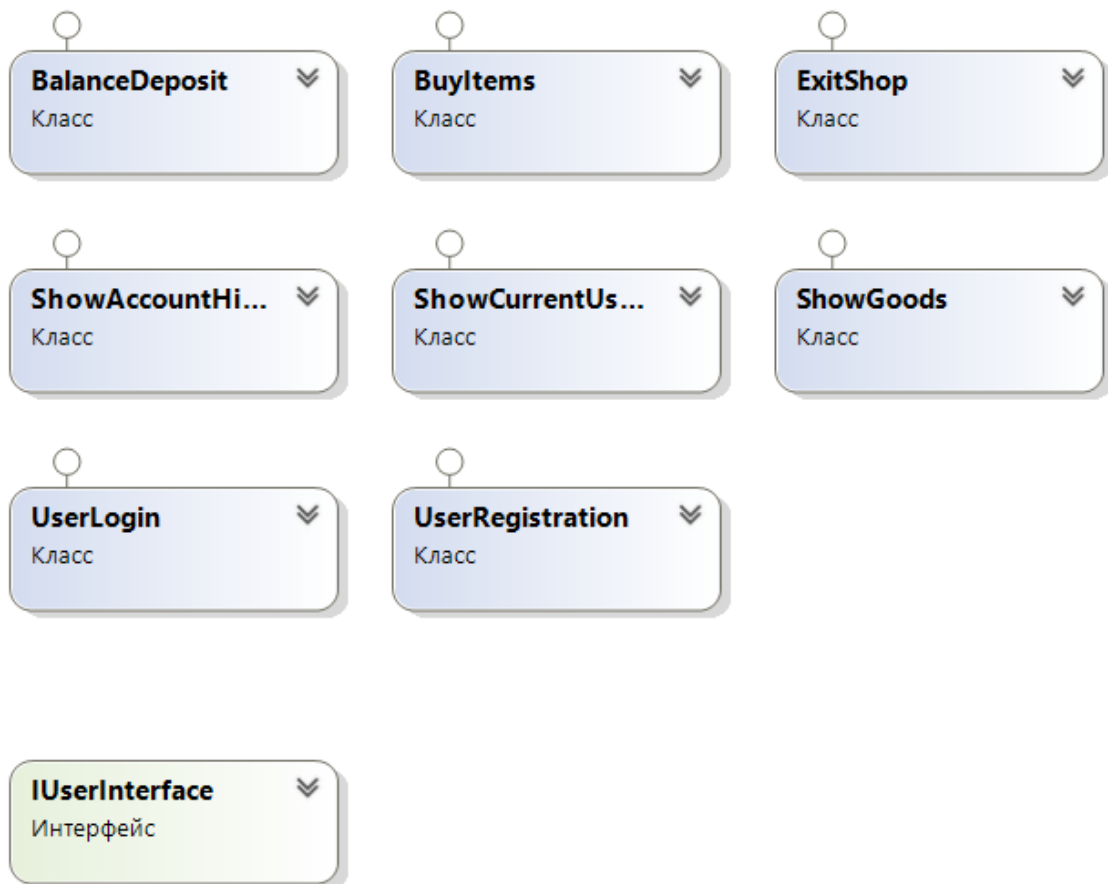 BalanceDeposit
Класс
BuyItems
Класс
ExitShop
Класс
ShowAccountHi...
Класс
ShowCurrentUs...
Класс
ShowGoods
Класс
UserLogin
Класс
UserRegistration
Класс
IUserInterface
Интерфейс